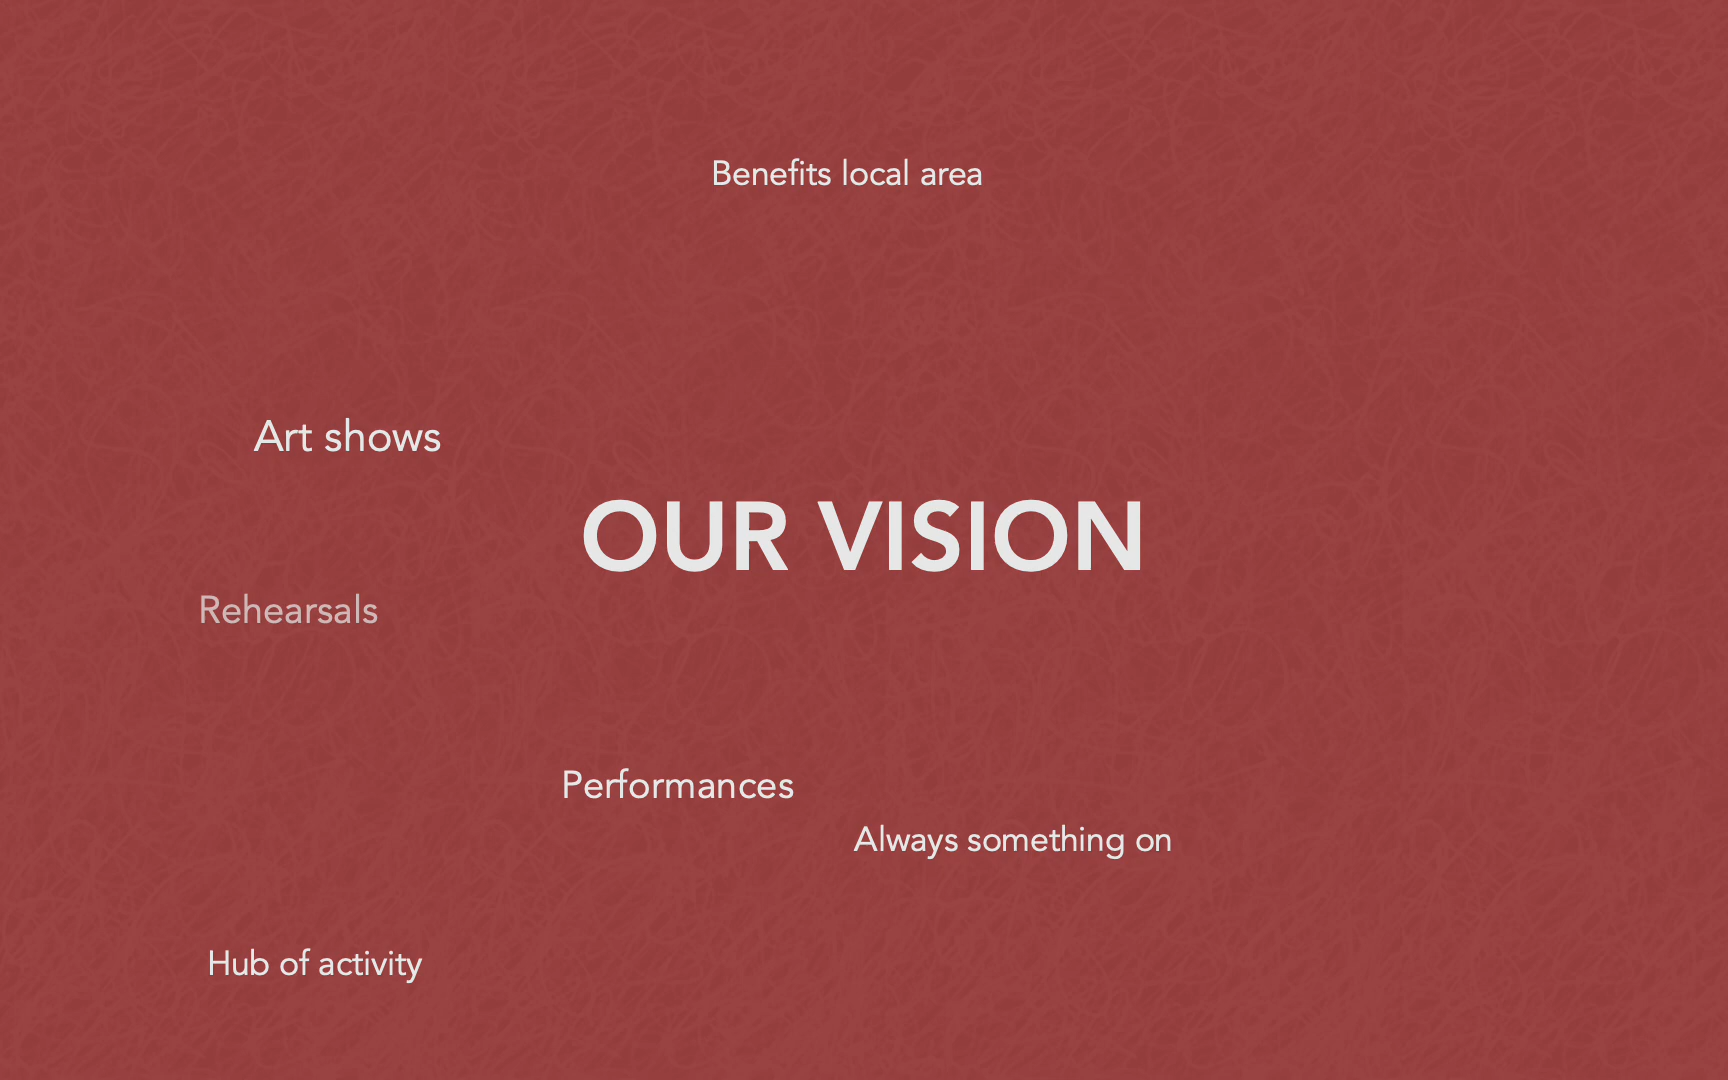 Benefits local area
Art shows
OUR VISION
Rehearsals
Performances
Always something on
Hub of activity